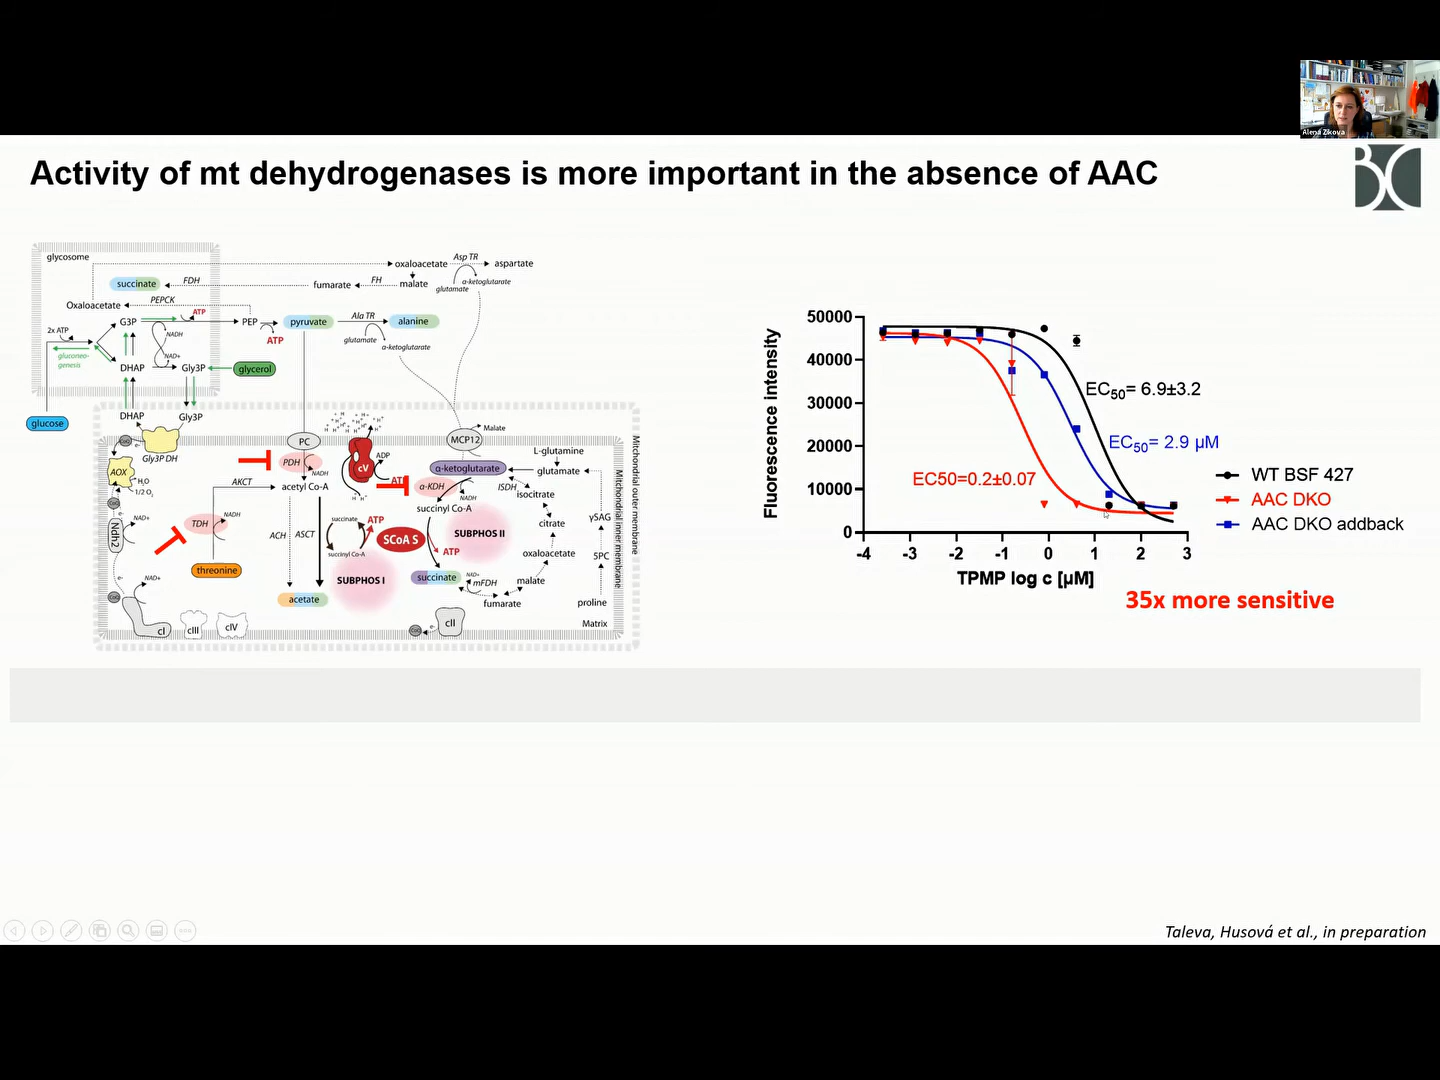 Alena Zikova
Activity of mt dehydrogenases is more important in the absence of AAC
glycosome
oxaloacetate
Asp TR
aspartate
succinate
FDH
fumarate
FH
malate
glutamate
α-ketoglutarate
Oxaloacetate
PEPCK
2x ATP
G3P
ATP
NADH
PEP
ATP
pyruvate
Ala TR
alanine
glutamate
α-ketoglutarate
gluconeo-
genesis
NAD+
DHAP
Gly3P
glycerol
glucose
DHAP
Gly3P
Gly3P DH
AOX
H₂O
1/2 O₂
PC
PDH
NADH
cV
ADP
ATP
MCP12
Malate
L-glutamine
α-ketoglutarate
glutamate
AKCT
acetyl Co-A
α-KDH
NADH
ISDH
isocitrate
succinyl Co-A
TDH
NADH
Ndh2
NAD+
ACH
ASCT
succinate
ATP
SCoA S
SUBPHOS II
citrate
γSAG
succinyl Co-A
ATP
oxaloacetate
5PC
threonine
SUBPHOS I
succinate
NAD+
mFDH
malate
NAD+
e-
acetate
fumarate
proline
cI
cIII
cIV
cII
e-
Matrix
Mitochondrial outer membrane
Mitochondrial inner membrane
Fluorescence intensity
50000
40000
30000
20000
10000
0
-4
-3
-2
-1
0
1
2
3
TPMP log c [µM]
EC50= 6.9±3.2
EC50= 2.9 µM
EC50=0.2±0.07
WT BSF 427
AAC DKO
AAC DKO addback
35x more sensitive
Taleva, Husová et al., in preparation